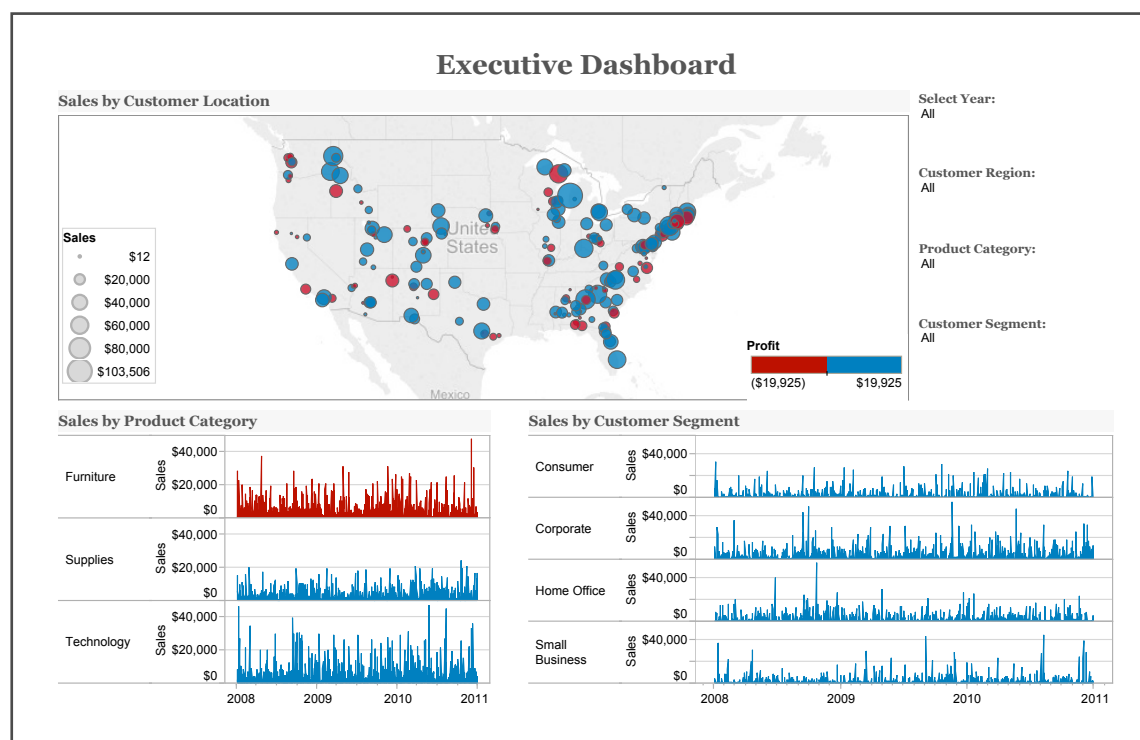 Executive Dashboard
Sales by Customer Location
Select Year:
All
Customer Region:
All
Product Category:
All
Customer Segment:
All
United
States
Mexico
Sales
$12
$20,000
$40,000
$60,000
$80,000
$103,506
Profit
($19,925) $19,925
Sales by Product Category
Furniture
Sales
$40,000
$20,000
$0
Supplies
Sales
$40,000
$20,000
$0
Technology
Sales
$40,000
$20,000
$0
2008 2009 2010 2011
Sales by Customer Segment
Consumer
Sales
$40,000
$0
Corporate
Sales
$40,000
$0
Home Office
Sales
$40,000
$0
Small
Business
Sales
$40,000
$0
2008 2009 2010 2011